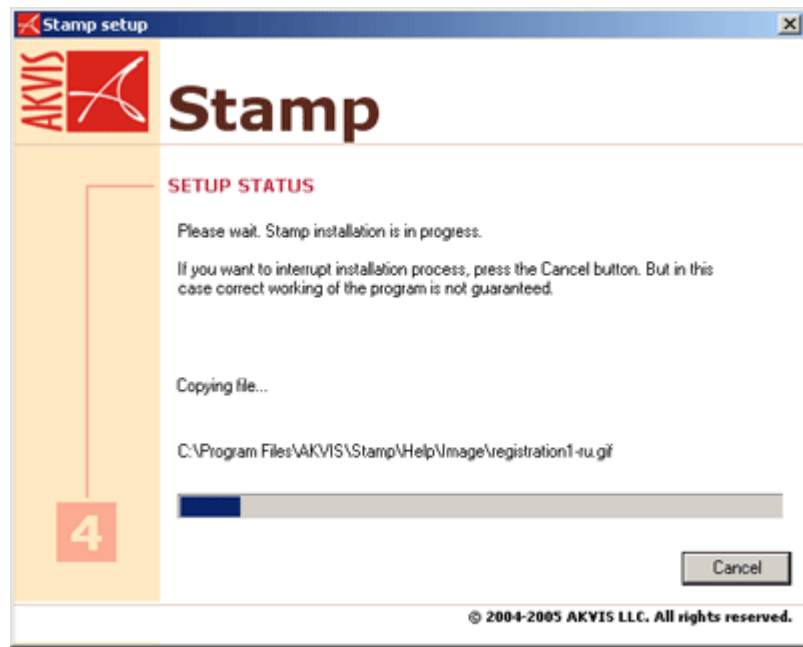 Stamp setup
AKVIS
Stamp
SETUP STATUS
Please wait. Stamp installation is in progress.
If you want to interrupt installation process, press the Cancel button. But in this
case correct working of the program is not guaranteed.
Copying file...
C:\Program Files\AKVIS\Stamp\Help\Image\registration1-ru.gif
4
Cancel
© 2004-2005 AKVIS LLC. All rights reserved.